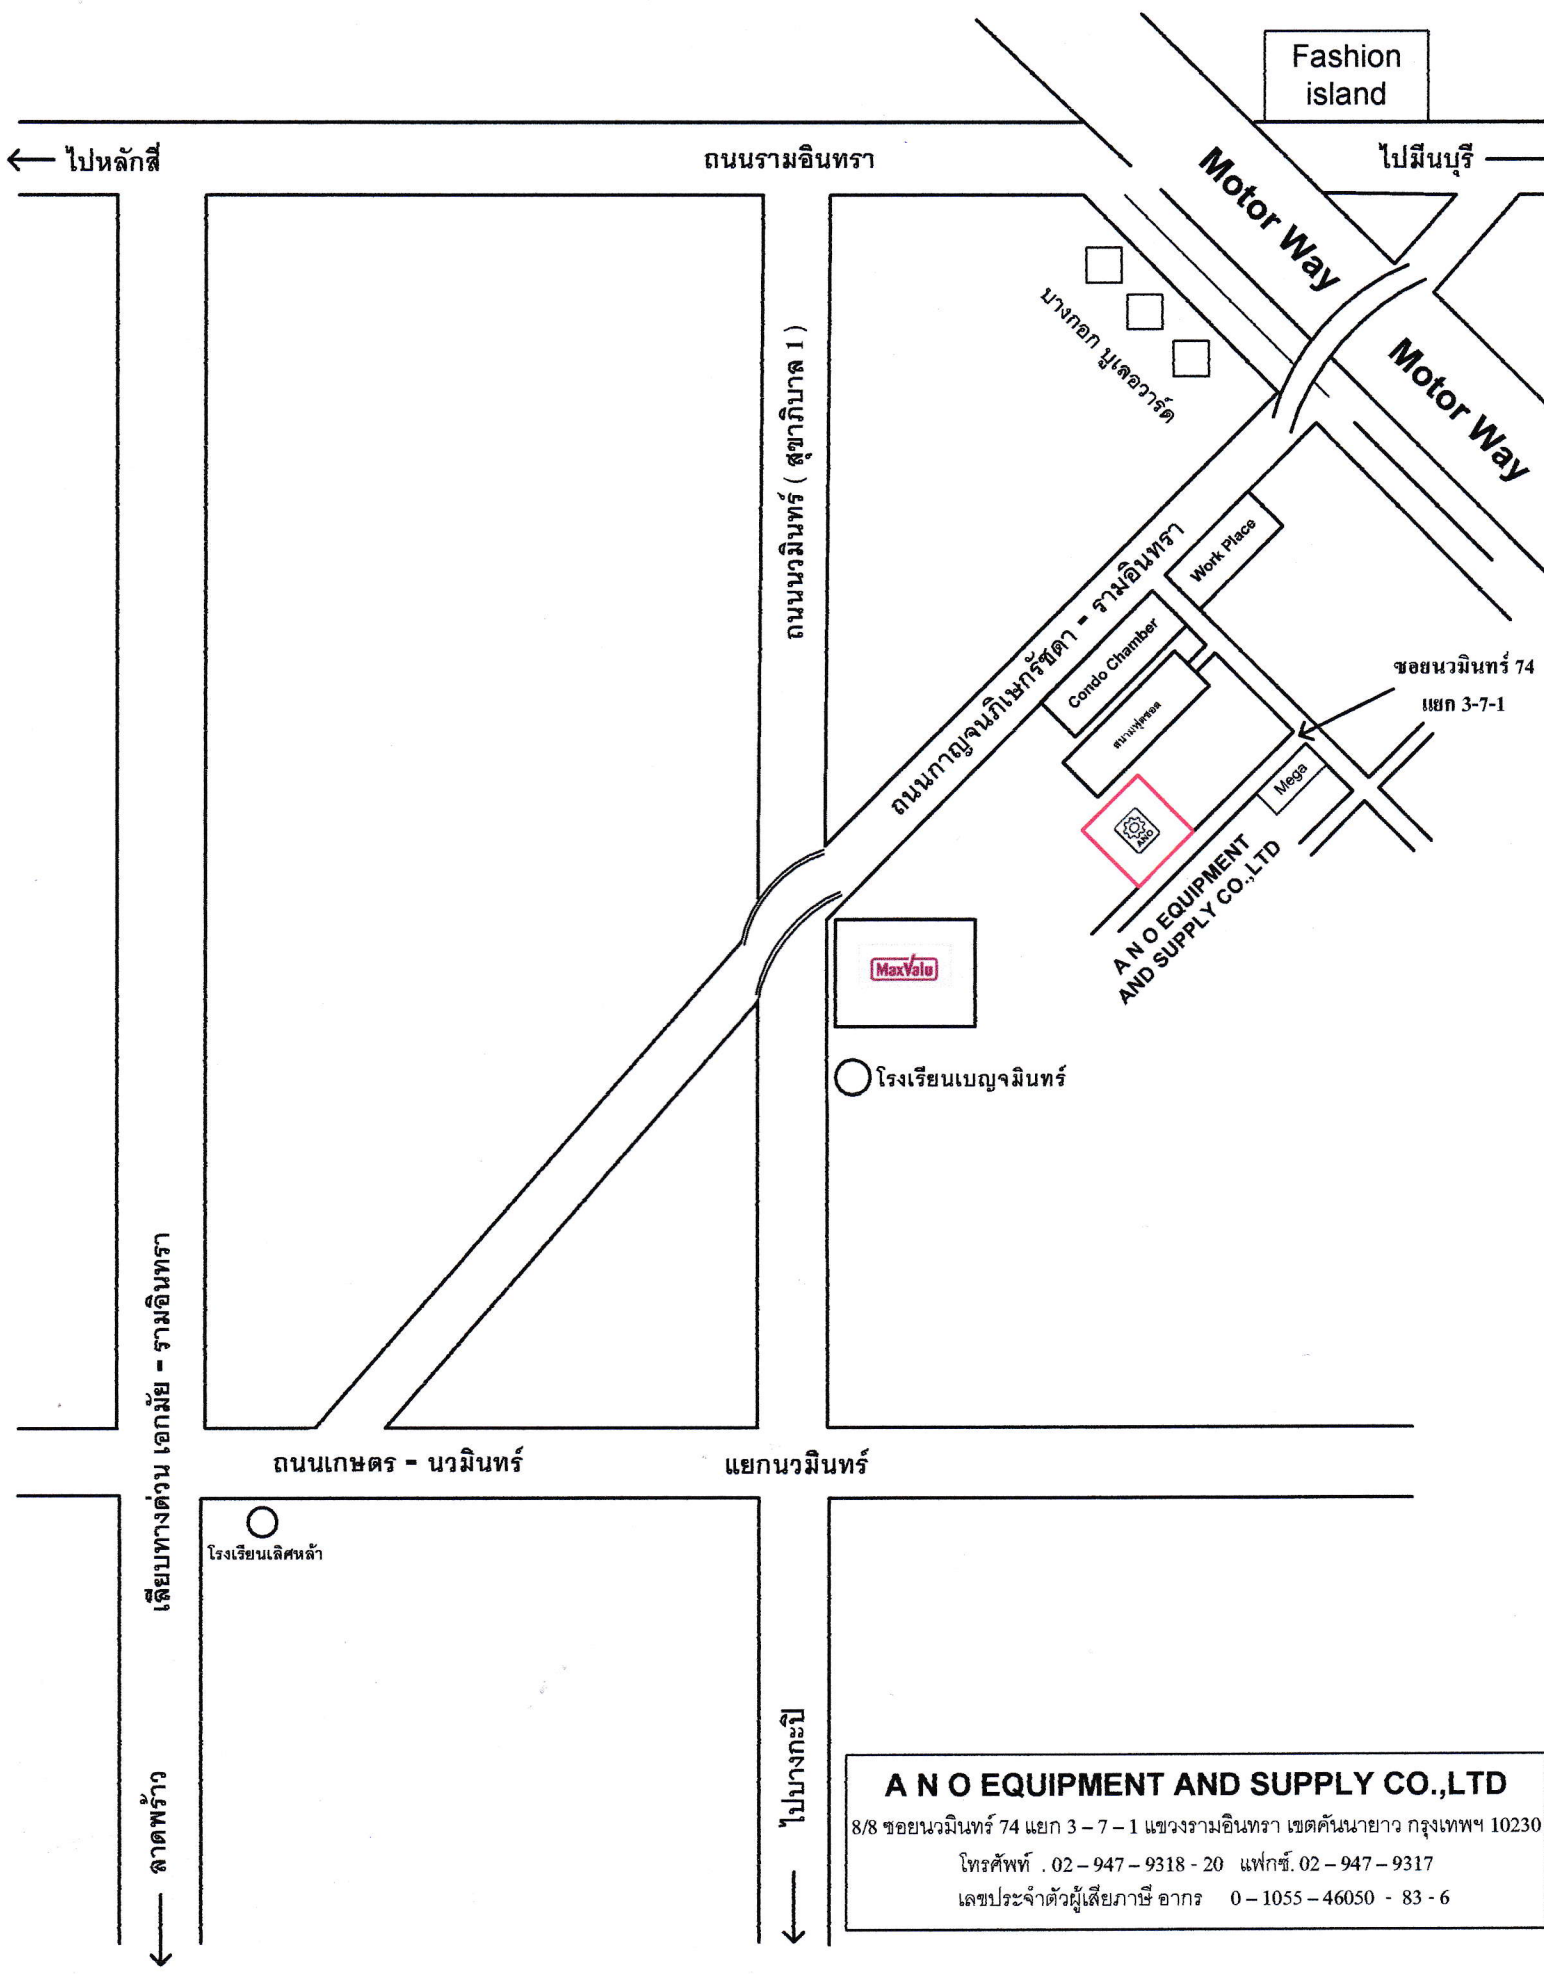 Fashion
island
ไปหลักสี่
ถนนรามอินทรา
ไปมีนบุรี
Motor Way
Motor Way
บางกอก บูเลอวาร์ด
ถนนนวมินทร์ ( สุขาภิบาล 1 )
ถนนกาญจนภิเษกรัชดา - รามอินทรา
Work Place
Condo Chamber
สนามฟุตซอล
ซอยนวมินทร์ 74
แยก 3-7-1
Mega
ANO
A N O EQUIPMENT
AND SUPPLY CO.,LTD
MaxValu
โรงเรียนเบญจมินทร์
เลียบทางด่วน เอกมัย - รามอินทรา
ถนนเกษตร - นวมินทร์
แยกนวมินทร์
โรงเรียนเลิศหล้า
ลาดพร้าว
ไปบางกะปิ
A N O EQUIPMENT AND SUPPLY CO.,LTD
8/8 ซอยนวมินทร์ 74 แยก 3 – 7 – 1 แขวงรามอินทรา เขตคันนายาว กรุงเทพฯ 10230
โทรศัพท์ . 02 – 947 – 9318 - 20 แฟกซ์. 02 – 947 – 9317
เลขประจำตัวผู้เสียภาษี อากร 0 – 1055 – 46050 - 83 - 6